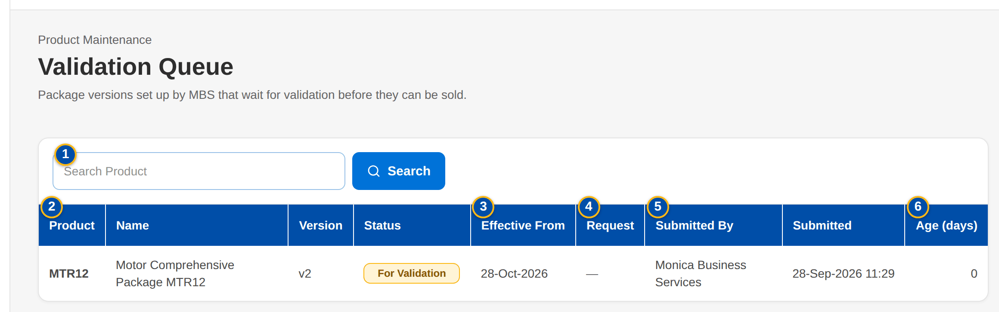 Product Maintenance
Validation Queue
Package versions set up by MBS that wait for validation before they can be sold.
1
Search Product
Search
2 3 4 5 6
Product Name Version Status Effective From Request Submitted By Submitted Age (days)
MTR12 Motor Comprehensive Package MTR12 v2 For Validation 28-Oct-2026 — Monica Business Services 28-Sep-2026 11:29 0